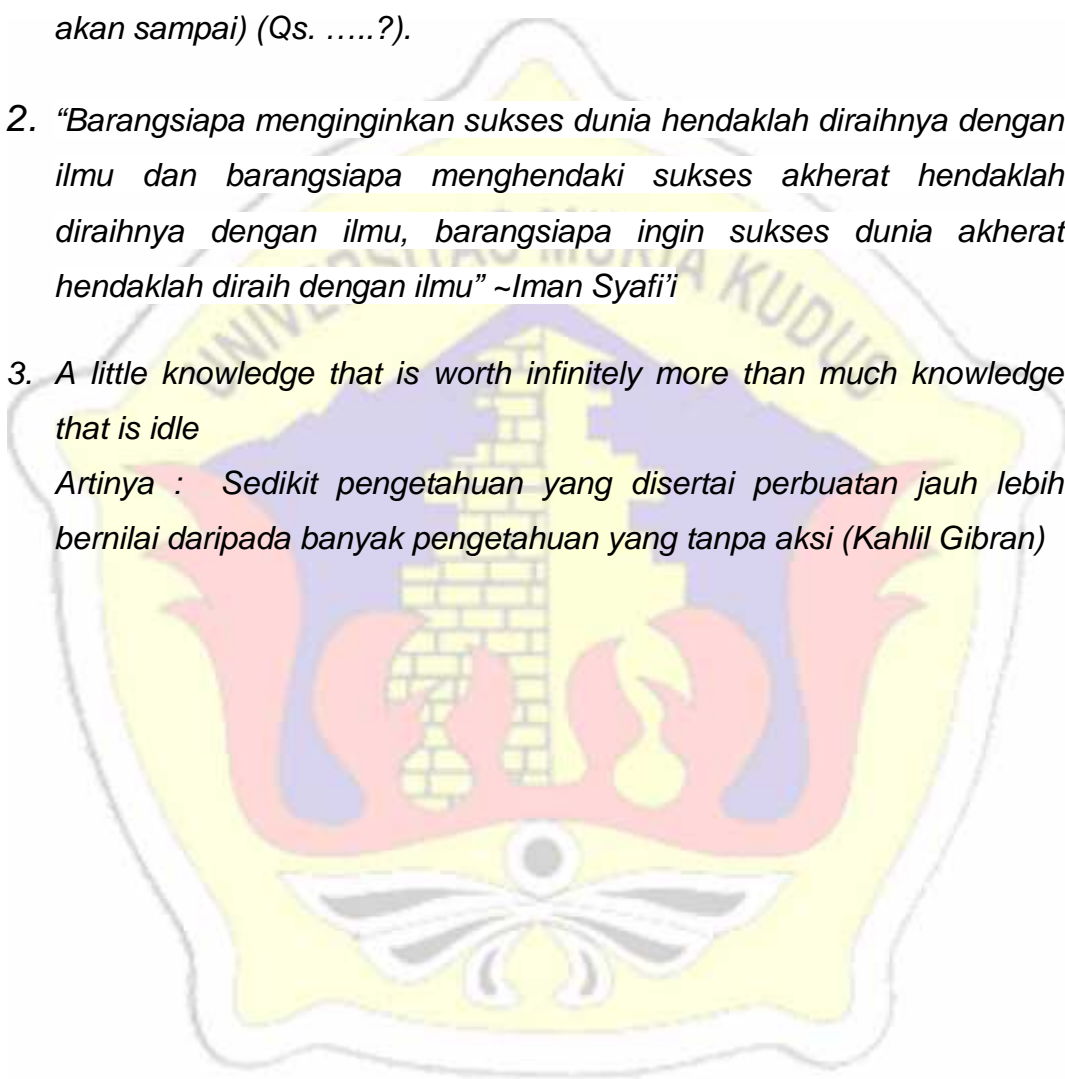 akan sampai) (Qs. …..?).
2. “Barangsiapa menginginkan sukses dunia hendaklah diraihnya dengan
ilmu dan barangsiapa menghendaki sukses akherat hendaklah
diraihnya dengan ilmu, barangsiapa ingin sukses dunia akherat
hendaklah diraih dengan ilmu” ~Iman Syafi’i
3. A little knowledge that is worth infinitely more than much knowledge
that is idle
Artinya : Sedikit pengetahuan yang disertai perbuatan jauh lebih
bernilai daripada banyak pengetahuan yang tanpa aksi (Kahlil Gibran)
UNIVERSITAS MURIA KUDUS